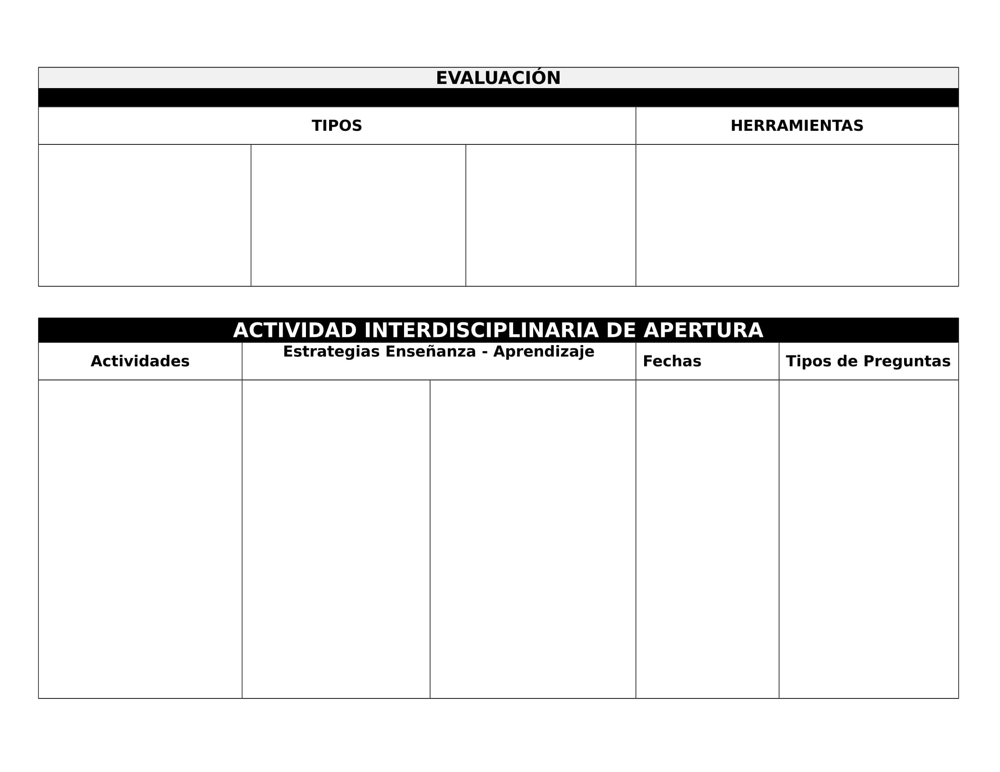 EVALUACIÓN
TIPOS
HERRAMIENTAS
ACTIVIDAD INTERDISCIPLINARIA DE APERTURA
Actividades
Estrategias Enseñanza - Aprendizaje
Fechas
Tipos de Preguntas